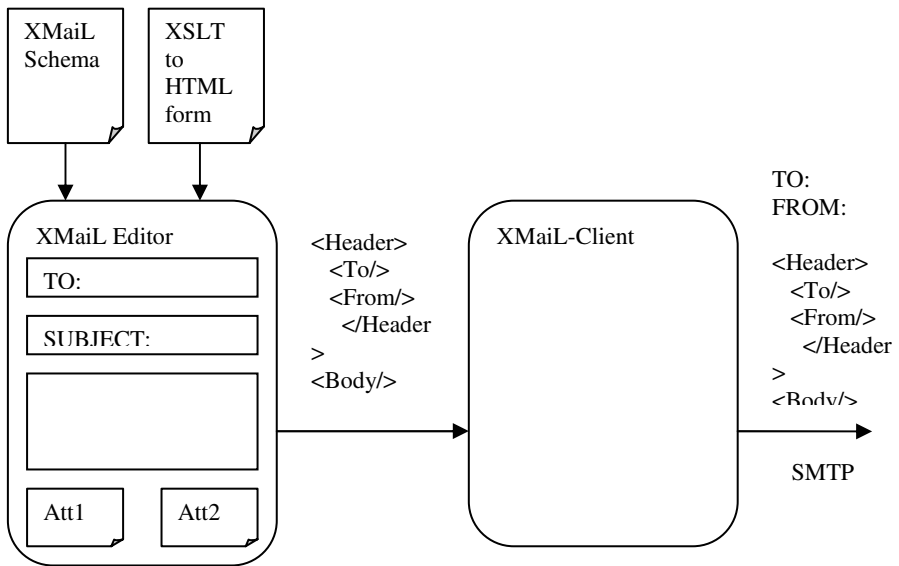 XMaiL
Schema
XSLT
to
HTML
form
XMaiL Editor
TO:
SUBJECT:
Att1
Att2
<Header>
<To/>
<From/>
</Header
>
<Body/>
XMaiL-Client
TO:
FROM:
<Header>
<To/>
<From/>
</Header
>
<Body/>
SMTP